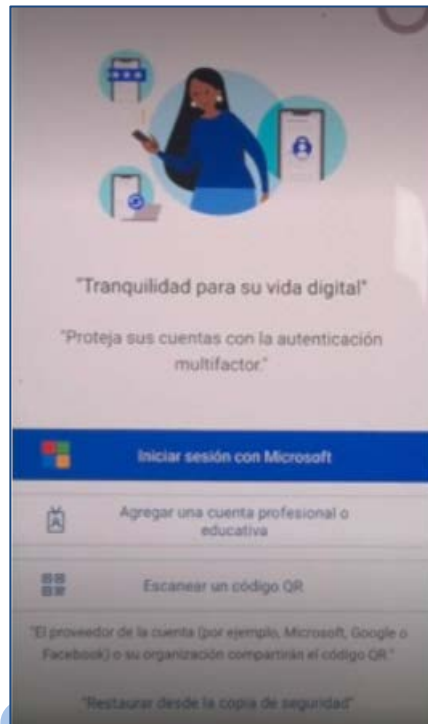 "Tranquilidad para su vida digital"
"Proteja sus cuentas con la autenticación
multifactor."
Iniciar sesión con Microsoft
Agregar una cuenta profesional o
educativa
Escanear un código QR
"El proveedor de la cuenta (por ejemplo, Microsoft, Google o
Facebook) o su organización compartirán el código QR."
"Restaurar desde la copia de seguridad"